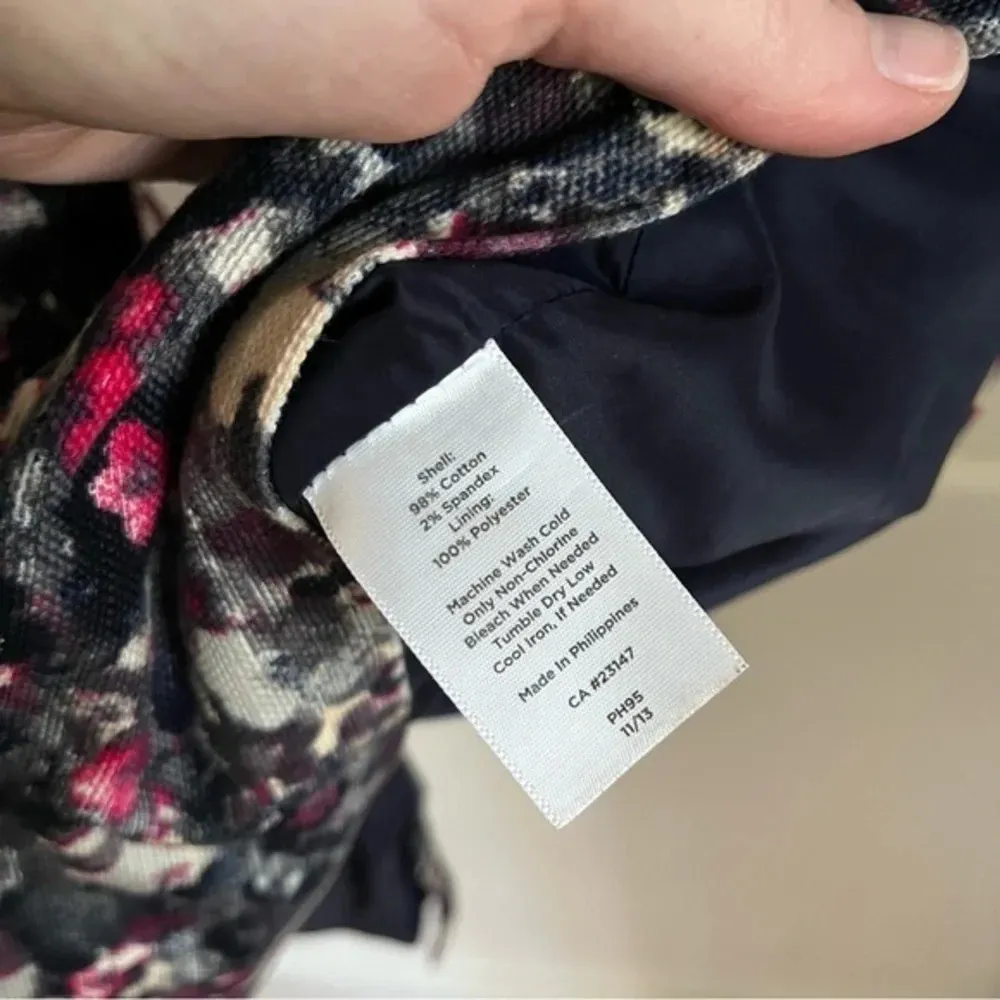 Shell:
98% Cotton
2% Spandex
Lining:
100% Polyester
Machine Wash Cold
Only Non-Chlorine
Bleach When Needed
Tumble Dry Low
Cool Iron, If Needed
Made In Philippines
CA #23147
PH95
11/13